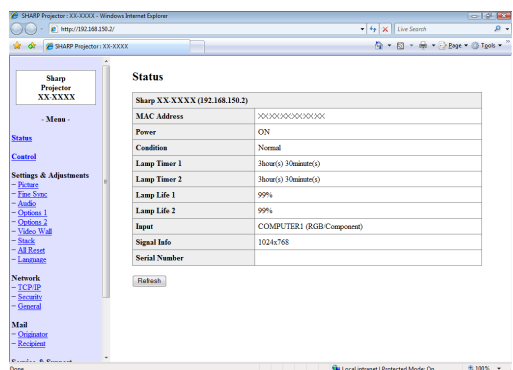 SHARP Projector : XX-XXXX - Windows Internet Explorer
http://192.168.150.2/
Live Search
SHARP Projector : XX-XXXX
Page
Tools
Sharp
Projector
XX-XXXX
- Menu -
Status
Control
Settings & Adjustments
– Picture
– Fine Sync
– Audio
– Options 1
– Options 2
– Video Wall
– Stack
– All Reset
– Language
Network
– TCP/IP
– Security
– General
Mail
– Originator
– Recipient
Service & Support
Status
Sharp XX-XXXX (192.168.150.2)
MAC Address XXXXXXXXXXXX
Power ON
Condition Normal
Lamp Timer 1 3hour(s) 30minute(s)
Lamp Timer 2 3hour(s) 30minute(s)
Lamp Life 1 99%
Lamp Life 2 99%
Input COMPUTER1 (RGB/Component)
Signal Info 1024x768
Serial Number
Refresh
Done
Local intranet | Protected Mode: On
100%